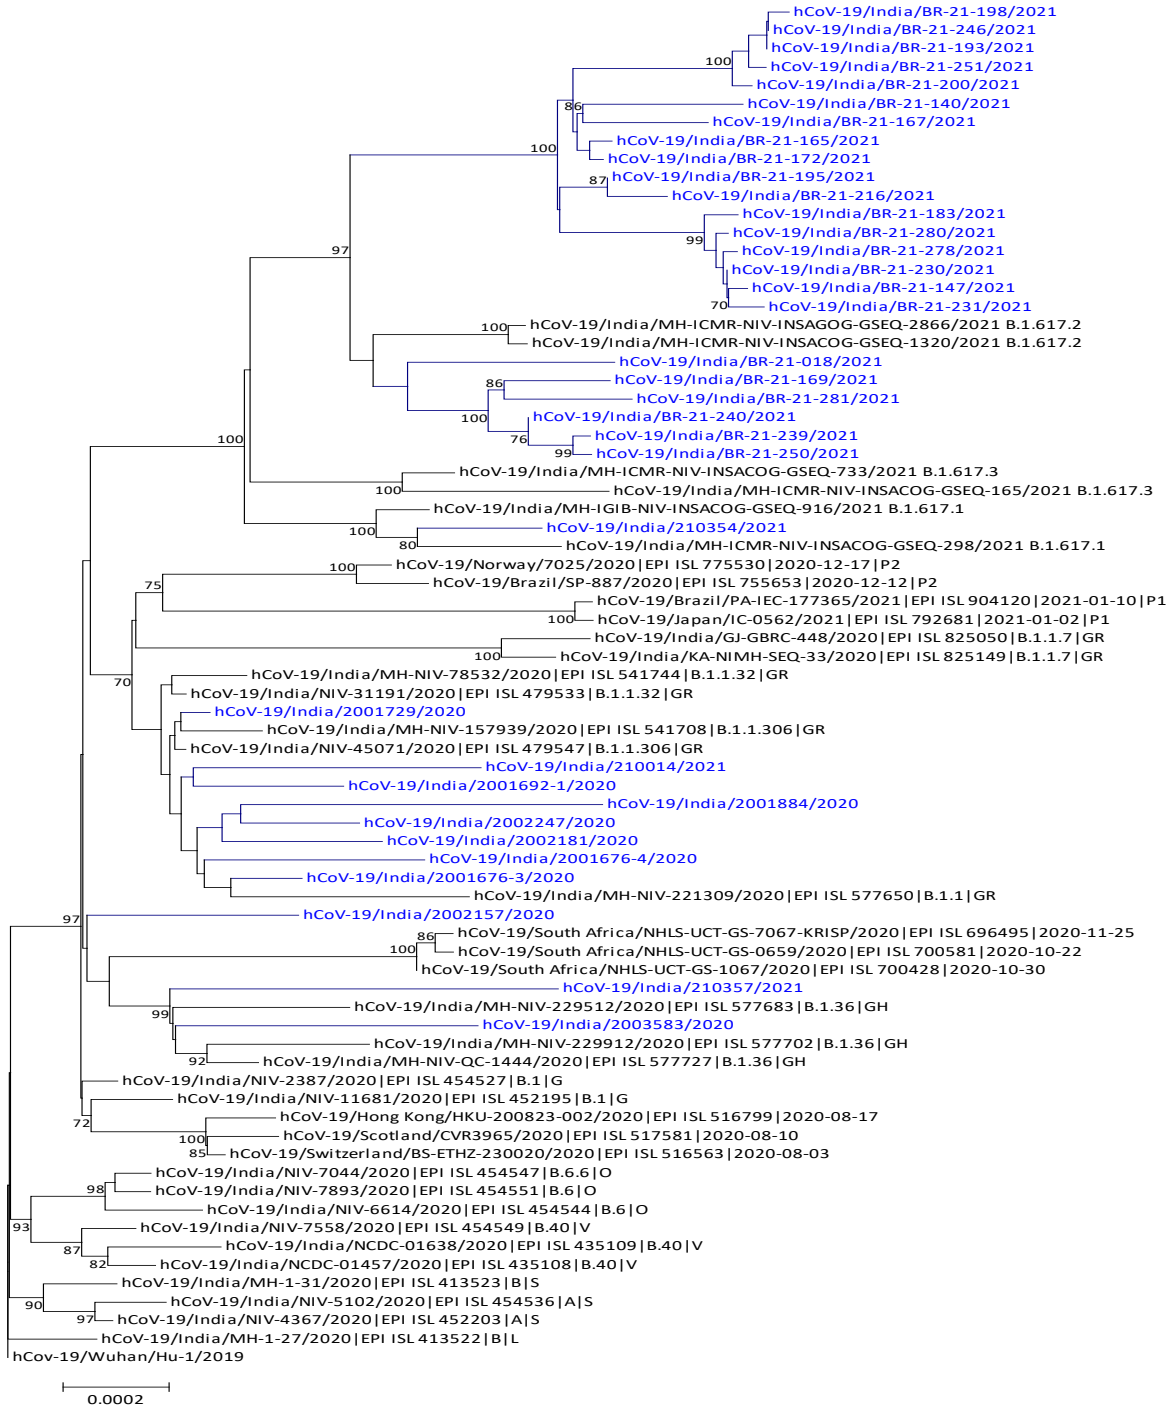 hCoV-19/India/BR-21-198/2021
hCoV-19/India/BR-21-246/2021
hCoV-19/India/BR-21-193/2021
hCoV-19/India/BR-21-251/2021
100
hCoV-19/India/BR-21-200/2021
86
hCoV-19/India/BR-21-140/2021
hCoV-19/India/BR-21-167/2021
hCoV-19/India/BR-21-165/2021
100
hCoV-19/India/BR-21-172/2021
87
hCoV-19/India/BR-21-195/2021
hCoV-19/India/BR-21-216/2021
hCoV-19/India/BR-21-183/2021
99
hCoV-19/India/BR-21-280/2021
97
hCoV-19/India/BR-21-278/2021
hCoV-19/India/BR-21-230/2021
hCoV-19/India/BR-21-147/2021
70
hCoV-19/India/BR-21-231/2021
100
hCoV-19/India/MH-ICMR-NIV-INSAGOG-GSEQ-2866/2021 B.1.617.2
hCoV-19/India/MH-ICMR-NIV-INSACOG-GSEQ-1320/2021 B.1.617.2
hCoV-19/India/BR-21-018/2021
86
hCoV-19/India/BR-21-169/2021
hCoV-19/India/BR-21-281/2021
100
hCoV-19/India/BR-21-240/2021
100
76
hCoV-19/India/BR-21-239/2021
99
hCoV-19/India/BR-21-250/2021
hCoV-19/India/MH-ICMR-NIV-INSACOG-GSEQ-733/2021 B.1.617.3
100
hCoV-19/India/MH-ICMR-NIV-INSACOG-GSEQ-165/2021 B.1.617.3
hCoV-19/India/MH-IGIB-NIV-INSACOG-GSEQ-916/2021 B.1.617.1
100
hCoV-19/India/210354/2021
80
hCoV-19/India/MH-ICMR-NIV-INSACOG-GSEQ-298/2021 B.1.617.1
100
hCoV-19/Norway/7025/2020|EPI ISL 775530|2020-12-17|P2
75
hCoV-19/Brazil/SP-887/2020|EPI ISL 755653|2020-12-12|P2
hCoV-19/Brazil/PA-IEC-177365/2021|EPI ISL 904120|2021-01-10|P1
100
hCoV-19/Japan/IC-0562/2021|EPI ISL 792681|2021-01-02|P1
hCoV-19/India/GJ-GBRC-448/2020|EPI ISL 825050|B.1.1.7|GR
100
hCoV-19/India/KA-NIMH-SEQ-33/2020|EPI ISL 825149|B.1.1.7|GR
70
hCoV-19/India/MH-NIV-78532/2020|EPI ISL 541744|B.1.1.32|GR
hCoV-19/India/NIV-31191/2020|EPI ISL 479533|B.1.1.32|GR
hCoV-19/India/2001729/2020
hCoV-19/India/MH-NIV-157939/2020|EPI ISL 541708|B.1.1.306|GR
hCoV-19/India/NIV-45071/2020|EPI ISL 479547|B.1.1.306|GR
hCoV-19/India/210014/2021
hCoV-19/India/2001692-1/2020
hCoV-19/India/2001884/2020
hCoV-19/India/2002247/2020
hCoV-19/India/2002181/2020
hCoV-19/India/2001676-4/2020
hCoV-19/India/2001676-3/2020
hCoV-19/India/MH-NIV-221309/2020|EPI ISL 577650|B.1.1|GR
97
hCoV-19/India/2002157/2020
86
hCoV-19/South Africa/NHLS-UCT-GS-7067-KRISP/2020|EPI ISL 696495|2020-11-25
100
hCoV-19/South Africa/NHLS-UCT-GS-0659/2020|EPI ISL 700581|2020-10-22
hCoV-19/South Africa/NHLS-UCT-GS-1067/2020|EPI ISL 700428|2020-10-30
hCoV-19/India/210357/2021
99
hCoV-19/India/MH-NIV-229512/2020|EPI ISL 577683|B.1.36|GH
hCoV-19/India/2003583/2020
hCoV-19/India/MH-NIV-229912/2020|EPI ISL 577702|B.1.36|GH
92
hCoV-19/India/MH-NIV-QC-1444/2020|EPI ISL 577727|B.1.36|GH
hCoV-19/India/NIV-2387/2020|EPI ISL 454527|B.1|G
hCoV-19/India/NIV-11681/2020|EPI ISL 452195|B.1|G
72
hCoV-19/Hong Kong/HKU-200823-002/2020|EPI ISL 516799|2020-08-17
100
hCoV-19/Scotland/CVR3965/2020|EPI ISL 517581|2020-08-10
85
hCoV-19/Switzerland/BS-ETHZ-230020/2020|EPI ISL 516563|2020-08-03
hCoV-19/India/NIV-7044/2020|EPI ISL 454547|B.6.6|O
98
hCoV-19/India/NIV-7893/2020|EPI ISL 454551|B.6|O
hCoV-19/India/NIV-6614/2020|EPI ISL 454544|B.6|O
93
hCoV-19/India/NIV-7558/2020|EPI ISL 454549|B.40|V
87
hCoV-19/India/NCDC-01638/2020|EPI ISL 435109|B.40|V
82
hCoV-19/India/NCDC-01457/2020|EPI ISL 435108|B.40|V
hCoV-19/India/MH-1-31/2020|EPI ISL 413523|B|S
90
hCoV-19/India/NIV-5102/2020|EPI ISL 454536|A|S
97
hCoV-19/India/NIV-4367/2020|EPI ISL 452203|A|S
hCoV-19/India/MH-1-27/2020|EPI ISL 413522|B|L
hCov-19/Wuhan/Hu-1/2019
0.0002